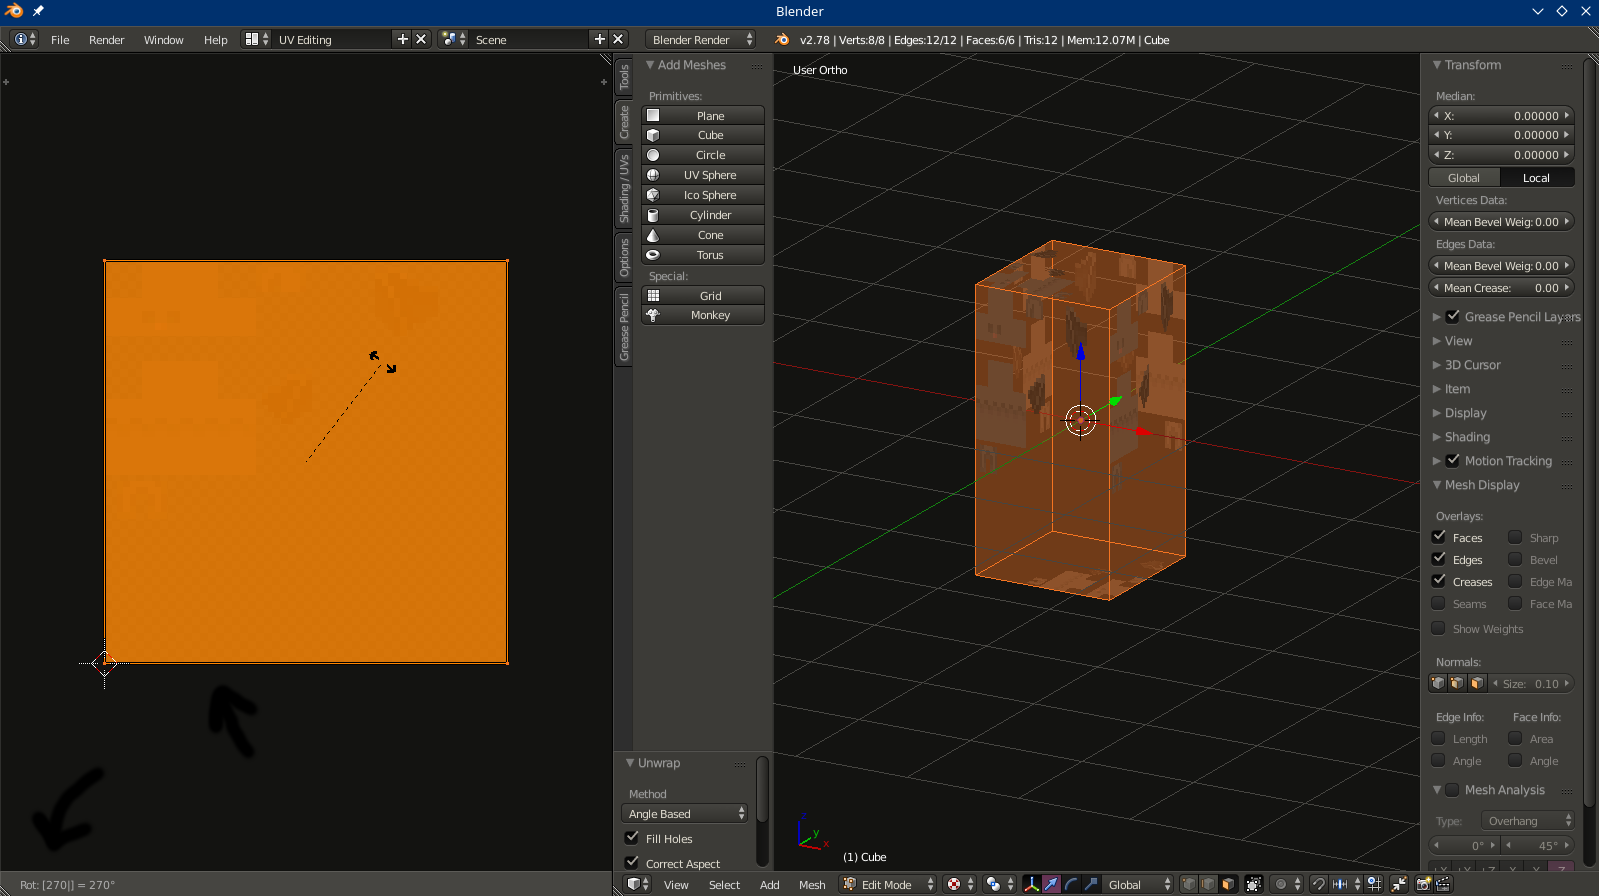 Blender
File
Render
Window
Help
UV Editing
Scene
Blender Render
v2.78 | Verts:8/8 | Edges:12/12 | Faces:6/6 | Tris:12 | Mem:12.07M | Cube
Tools
Create
Shading / UVs
Options
Grease Pencil
Add Meshes
Primitives:
Plane
Cube
Circle
UV Sphere
Ico Sphere
Cylinder
Cone
Torus
Special:
Grid
Monkey
Unwrap
Method
Angle Based
Fill Holes
Correct Aspect
User Ortho
z
y
x
(1) Cube
Transform
Median:
X: 0.00000
Y: 0.00000
Z: 0.00000
Global Local
Vertices Data:
Mean Bevel Weig: 0.00
Edges Data:
Mean Bevel Weig: 0.00
Mean Crease: 0.00
Grease Pencil Layers
View
3D Cursor
Item
Display
Shading
Motion Tracking
Mesh Display
Overlays:
Faces Sharp
Edges Bevel
Creases Edge Ma
Seams Face Ma
Show Weights
Normals:
Size: 0.10
Edge Info: Face Info:
Length Area
Angle Angle
Mesh Analysis
Type: Overhang
0° 45°
Rot: [270|] = 270°
View
Select
Add
Mesh
Edit Mode
Global